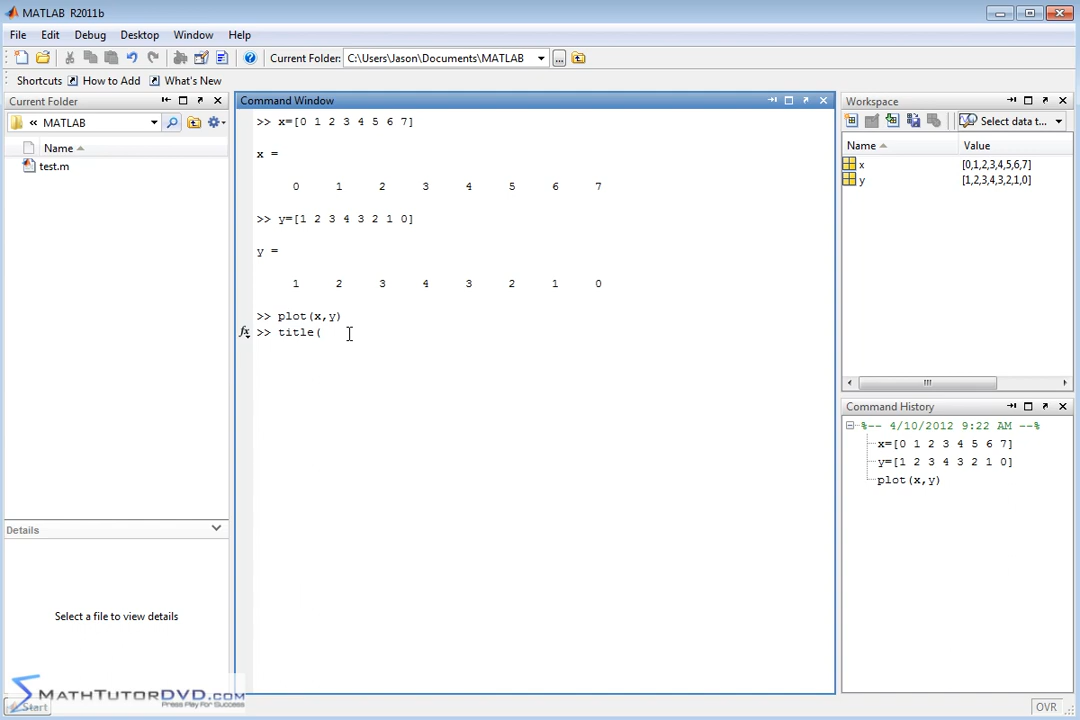 MATLAB R2011b
File Edit Debug Desktop Window Help
Current Folder: C:\Users\Jason\Documents\MATLAB ...
Shortcuts How to Add What's New
Current Folder
« MATLAB
Name
test.m
Details
Select a file to view details
Start
MATHTUTORDVD.COM
Press Play For Success
Command Window
>> x=[0 1 2 3 4 5 6 7]
x =
0 1 2 3 4 5 6 7
>> y=[1 2 3 4 3 2 1 0]
y =
1 2 3 4 3 2 1 0
>> plot(x,y)
fx >> title(
Workspace
Select data t...
Name Value
x [0,1,2,3,4,5,6,7]
y [1,2,3,4,3,2,1,0]
Command History
%-- 4/10/2012 9:22 AM --%
x=[0 1 2 3 4 5 6 7]
y=[1 2 3 4 3 2 1 0]
plot(x,y)
OVR